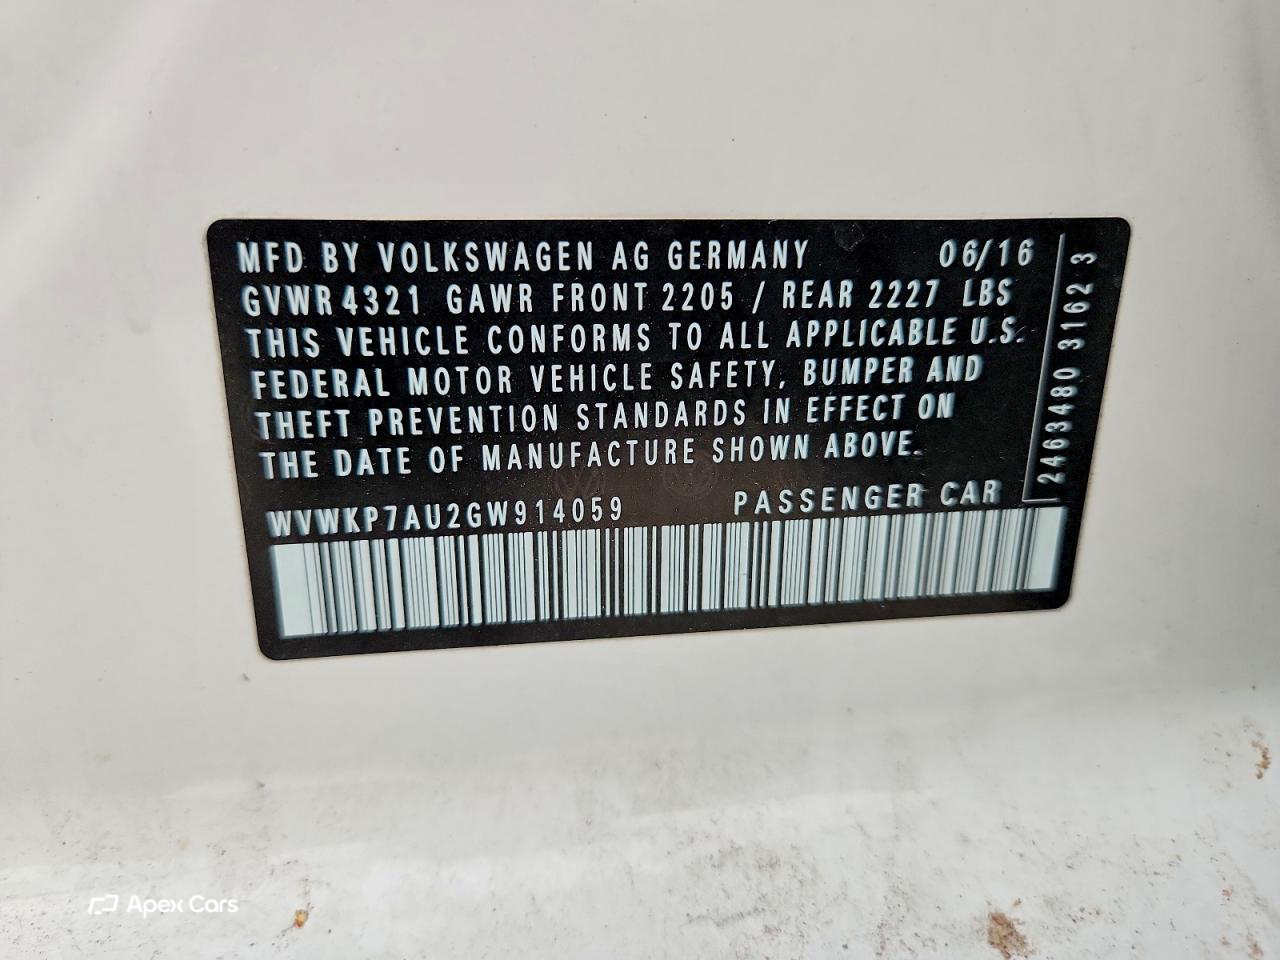 MFD BY VOLKSWAGEN AG GERMANY 06/16
GVWR 4321 GAWR FRONT 2205 / REAR 2227 LBS
THIS VEHICLE CONFORMS TO ALL APPLICABLE U.S.
FEDERAL MOTOR VEHICLE SAFETY, BUMPER AND
THEFT PREVENTION STANDARDS IN EFFECT ON
THE DATE OF MANUFACTURE SHOWN ABOVE.
WVWKP7AU2GW914059 PASSENGER CAR
2463480 3162 3
Apex Cars